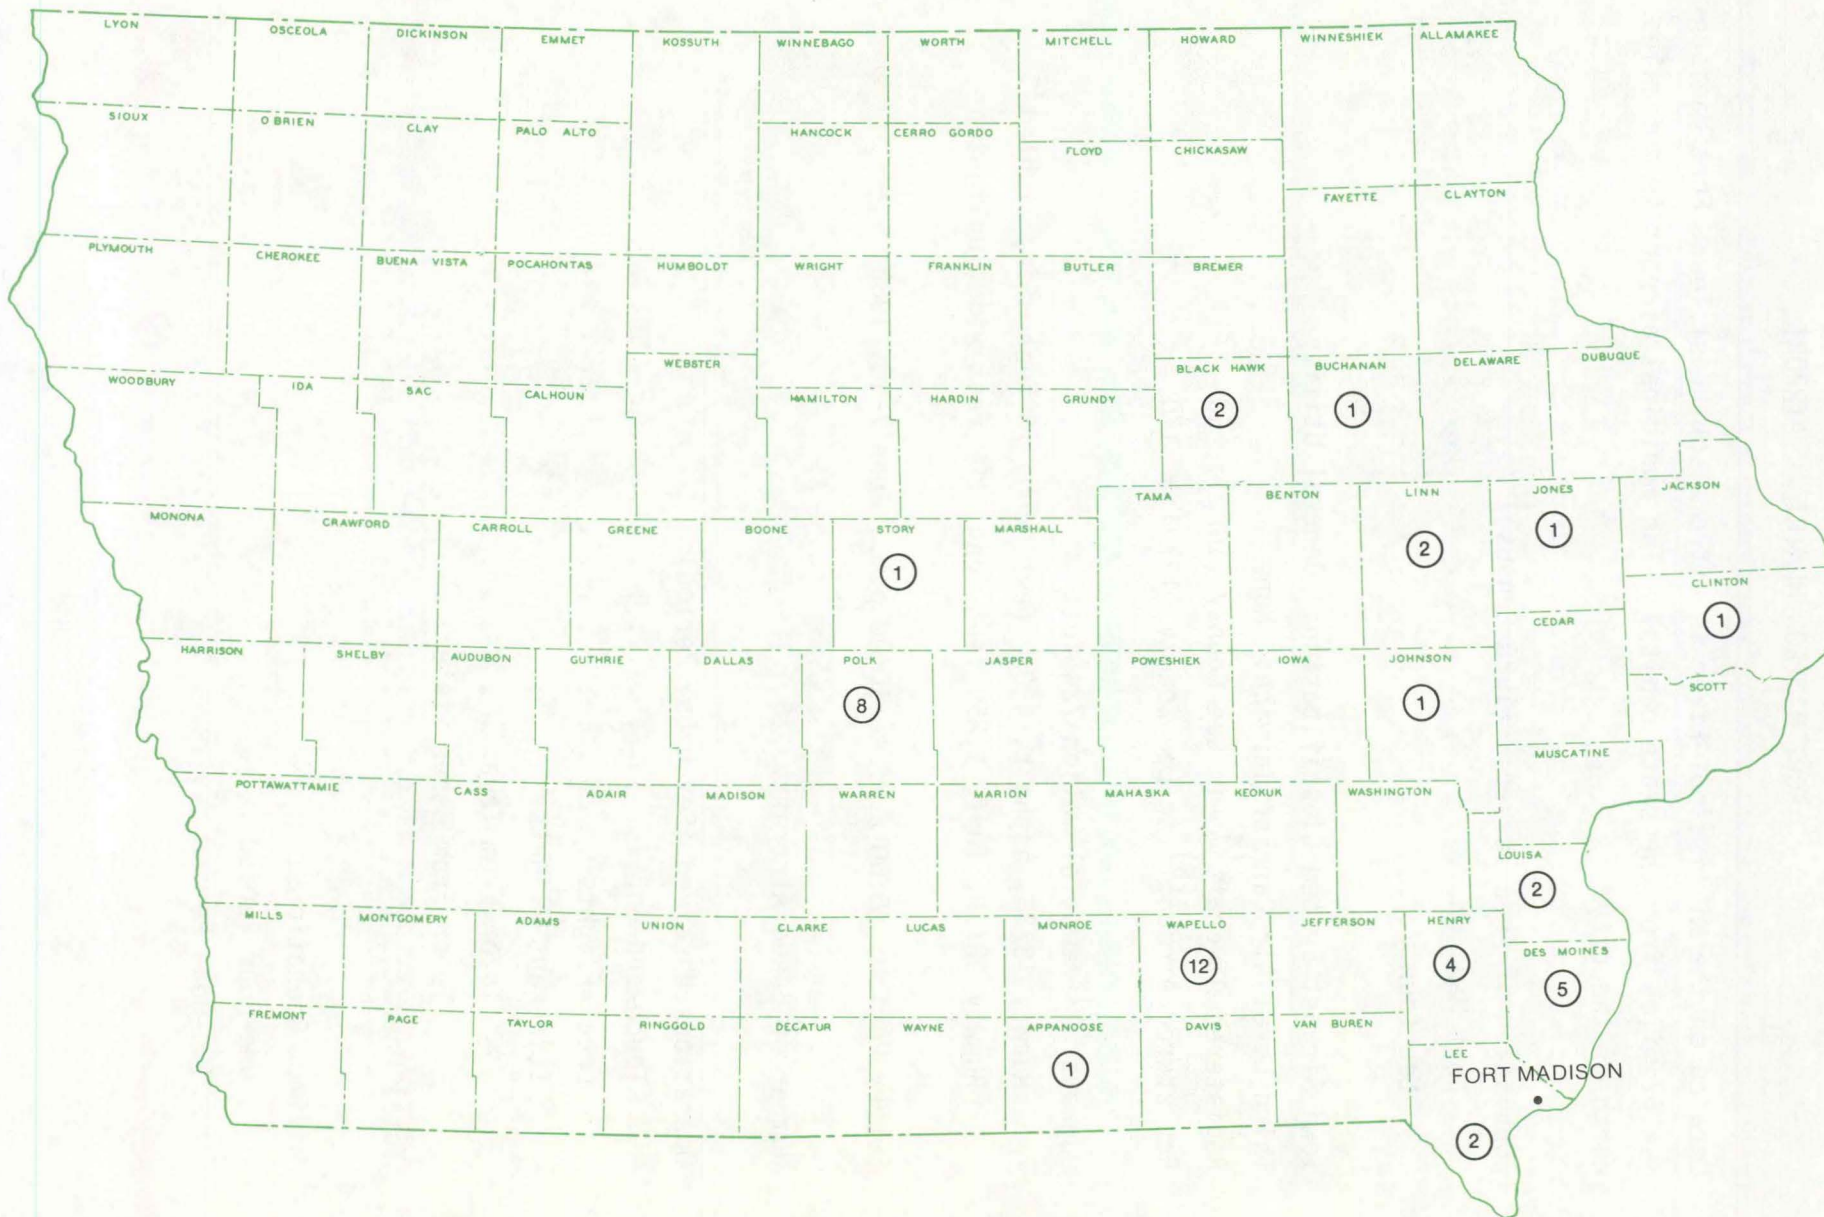 LYON OSCEOLA DICKINSON EMMET KOSSUTH WINNEBAGO WORTH MITCHELL HOWARD WINNESHIEK ALLAMAKEE
SIOUX O BRIEN CLAY PALO ALTO HANCOCK CERRO GORDO
FLOYD CHICKASAW
FAYETTE CLAYTON
PLYMOUTH CHEROKEE BUENA VISTA POCAHONTAS HUMBOLDT WRIGHT FRANKLIN BUTLER BREMER
WEBSTER BLACK HAWK BUCHANAN DELAWARE DUBUQUE
WOODBURY IDA SAC CALHOUN HAMILTON HARDIN GRUNDY
2 1
TAMA BENTON LINN JONES JACKSON
MONONA CRAWFORD CARROLL GREENE BOONE STORY MARSHALL
2 1
1
CLINTON
1
CEDAR
HARRISON SHELBY AUDUBON GUTHRIE DALLAS POLK JASPER POWESHIEK IOWA JOHNSON
SCOTT
8 1
MUSCATINE
POTTAWATTAMIE CASS ADAIR MADISON WARREN MARION MAHASKA KEOKUK WASHINGTON
LOUISA
2
MILLS MONTGOMERY ADAMS UNION CLARKE LUCAS MONROE WAPELLO JEFFERSON HENRY
DES MOINES
12 4
5
FREMONT PAGE TAYLOR RINGGOLD DECATUR WAYNE APPANOOSE DAVIS VAN BUREN
LEE
1
FORT MADISON
2